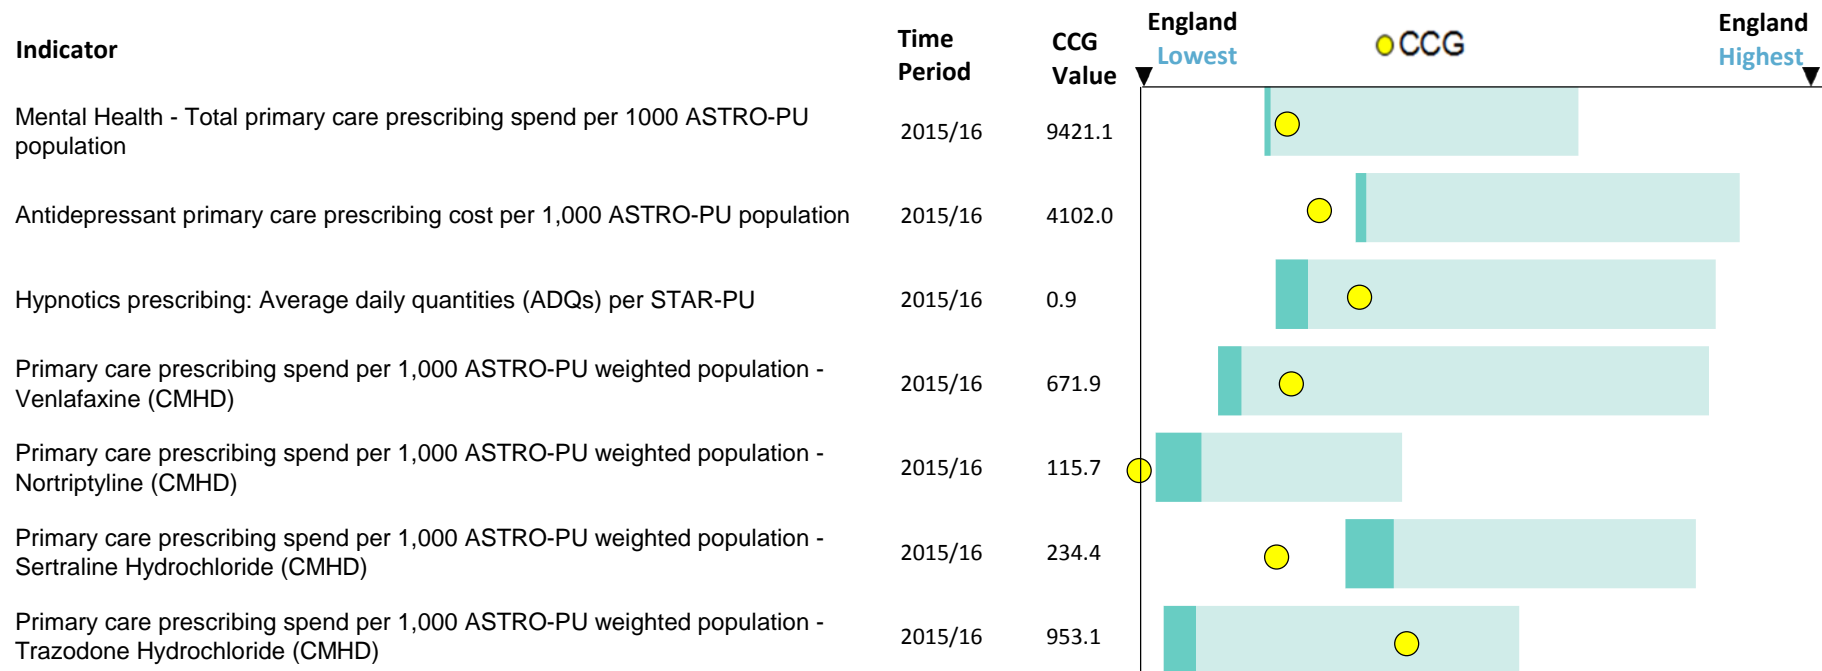 Indicator
Time
Period
CCG
Value
England
Lowest
CCG
England
Highest
Mental Health - Total primary care prescribing spend per 1000 ASTRO-PU
population
2015/16
9421.1
Antidepressant primary care prescribing cost per 1,000 ASTRO-PU population
2015/16
4102.0
Hypnotics prescribing: Average daily quantities (ADQs) per STAR-PU
2015/16
0.9
Primary care prescribing spend per 1,000 ASTRO-PU weighted population -
Venlafaxine (CMHD)
2015/16
671.9
Primary care prescribing spend per 1,000 ASTRO-PU weighted population -
Nortriptyline (CMHD)
2015/16
115.7
Primary care prescribing spend per 1,000 ASTRO-PU weighted population -
Sertraline Hydrochloride (CMHD)
2015/16
234.4
Primary care prescribing spend per 1,000 ASTRO-PU weighted population -
Trazodone Hydrochloride (CMHD)
2015/16
953.1